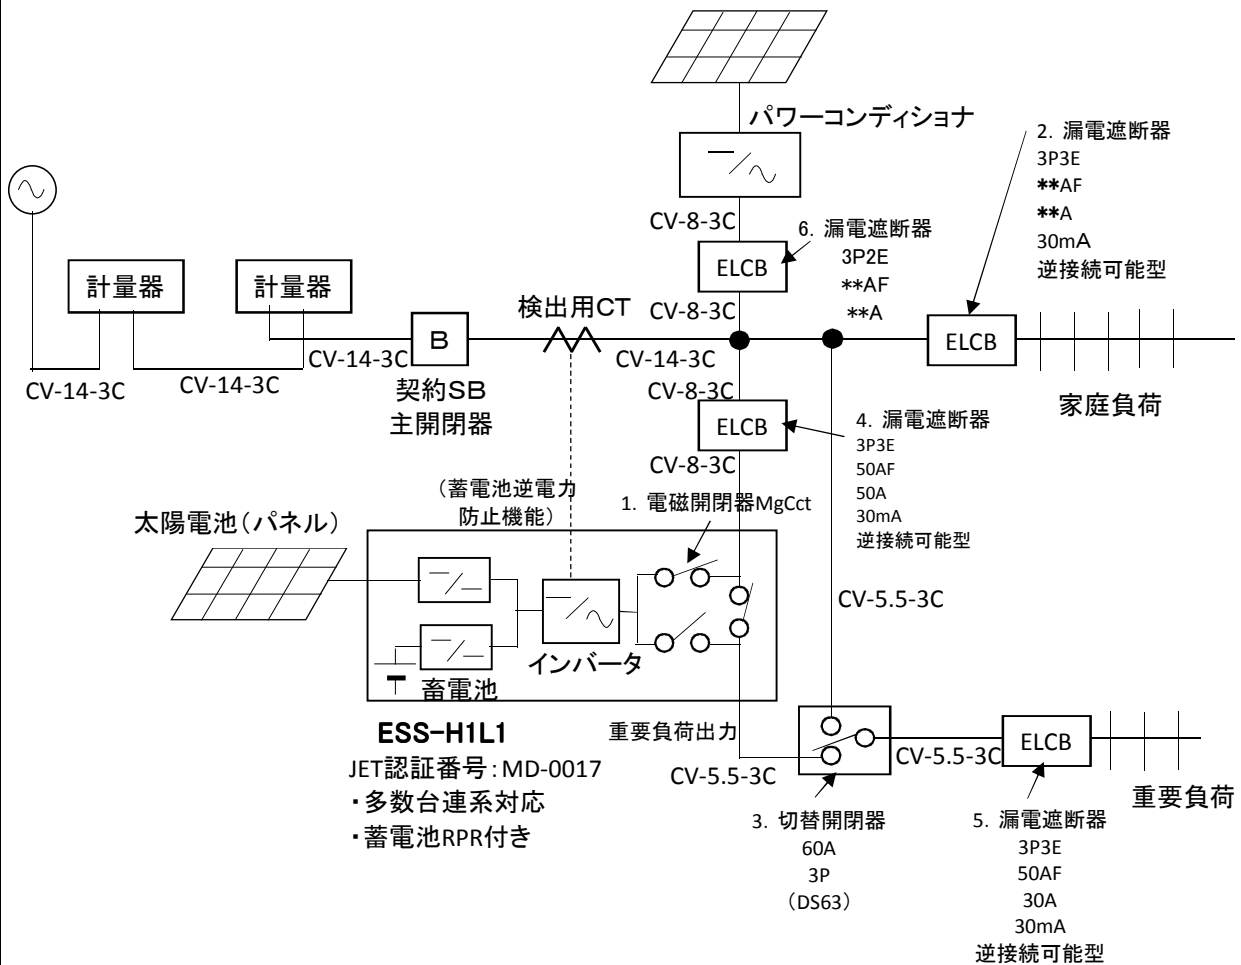 パワーコンディショナ
2. 漏電遮断器
3P3E
**AF
**A
30mA
逆接続可能型
CV-8-3C
6. 漏電遮断器
3P2E
**AF
**A
ELCB
CV-8-3C
計量器
計量器
検出用CT
B
ELCB
CV-14-3C
CV-14-3C
CV-14-3C
CV-14-3C
契約SB
主開閉器
家庭負荷
CV-8-3C
ELCB
4. 漏電遮断器
3P3E
50AF
50A
30mA
逆接続可能型
CV-8-3C
(蓄電池逆電力
防止機能)
1. 電磁開閉器MgCct
太陽電池(パネル)
CV-5.5-3C
インバータ
蓄電池
ESS-H1L1
JET認証番号:MD-0017
・多数台連系対応
・蓄電池RPR付き
重要負荷出力
CV-5.5-3C
CV-5.5-3C
ELCB
重要負荷
3. 切替開閉器
60A
3P
(DS63)
5. 漏電遮断器
3P3E
50AF
30A
30mA
逆接続可能型